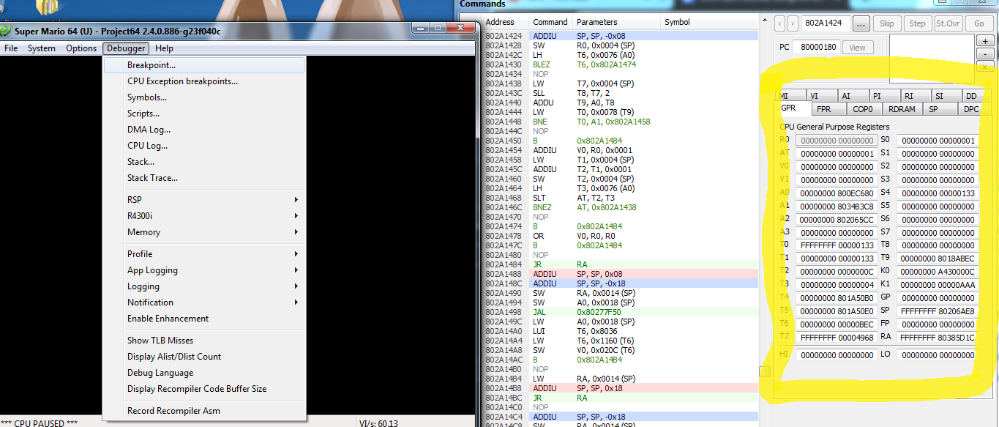 Commands
Super Mario 64 (U) - Project64 2.4.0.886-g23f040c
File System Options Debugger Help
Breakpoint...
CPU Exception breakpoints...
Symbols...
Scripts...
DMA Log...
CPU Log...
Stack...
Stack Trace...
RSP
R4300i
Memory
Profile
App Logging
Logging
Notification
Enable Enhancement
Show TLB Misses
Display Alist/Dlist Count
Debug Language
Display Recompiler Code Buffer Size
Record Recompiler Asm
*** CPU PAUSED *** VI/s: 60.13
Address Command Parameters Symbol
802A1424 ADDIU SP, SP, -0x08
802A1428 SW R0, 0x0004 (SP)
802A142C LH T6, 0x0076 (A0)
802A1430 BLEZ T6, 0x802A1474
802A1434 NOP
802A1438 LW T7, 0x0004 (SP)
802A143C SLL T8, T7, 2
802A1440 ADDU T9, A0, T8
802A1444 LW T0, 0x0078 (T9)
802A1448 BNE T0, A1, 0x802A1458
802A144C NOP
802A1450 B 0x802A1484
802A1454 ADDIU V0, R0, 0x0001
802A1458 LW T1, 0x0004 (SP)
802A145C ADDIU T2, T1, 0x0001
802A1460 SW T2, 0x0004 (SP)
802A1464 LH T3, 0x0076 (A0)
802A1468 SLT AT, T2, T3
802A146C BNEZ AT, 0x802A1438
802A1470 NOP
802A1474 B 0x802A1484
802A1478 OR V0, R0, R0
802A147C B 0x802A1484
802A1480 NOP
802A1484 JR RA
802A1488 ADDIU SP, SP, 0x08
802A148C ADDIU SP, SP, -0x18
802A1490 SW RA, 0x0014 (SP)
802A1494 SW A0, 0x0018 (SP)
802A1498 JAL 0x80277F50
802A149C LW A0, 0x0018 (SP)
802A14A0 LUI T6, 0x8036
802A14A4 LW T6, 0x1160 (T6)
802A14A8 SW V0, 0x020C (T6)
802A14AC B 0x802A14B4
802A14B0 NOP
802A14B4 LW RA, 0x0014 (SP)
802A14B8 ADDIU SP, SP, 0x18
802A14BC JR RA
802A14C0 NOP
802A14C4 ADDIU SP, SP, -0x18
802A14C8 SW RA, 0x0014 (SP)
< > 802A1424 ... Skip Step St.Ovr Go
PC 80000180 View
+
-
x
MI VI AI PI RI SI DD
GPR FPR COP0 RDRAM SP DPC
CPU General Purpose Registers
R0 00000000 00000000 S0 00000000 00000001
AT 00000000 00000001 S1 00000000 00000000
V0 00000000 00000000 S2 00000000 00000000
V1 00000000 00000000 S3 00000000 00000000
A0 00000000 800EC680 S4 00000000 00000133
A1 00000000 8034B3C8 S5 00000000 00000000
A2 00000000 802065CC S6 00000000 00000000
A3 00000000 00000000 S7 00000000 00000000
T0 FFFFFFFF 00000133 T8 00000000 00000000
T1 00000000 00000133 T9 00000000 8018ABEC
T2 00000000 0000000C K0 00000000 A430000C
T3 00000000 00000004 K1 00000000 00000AAA
T4 00000000 801A50B0 GP 00000000 00000000
T5 00000000 801A50E0 SP FFFFFFFF 80206AE8
T6 00000000 00000BEC FP 00000000 00000000
T7 FFFFFFFF 00004968 RA FFFFFFFF 80385D1C
HI 00000000 00000000 LO 00000000 00000000